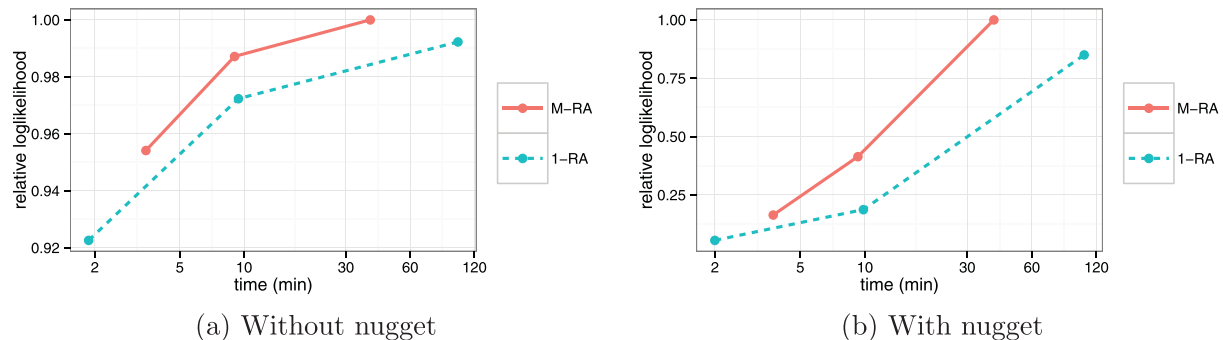 relative loglikelihood
1.00
0.98
0.96
0.94
0.92
2 5 10 30 60 120
time (min)
M−RA
1−RA
(a) Without nugget
relative loglikelihood
1.00
0.75
0.50
0.25
2 5 10 30 60 120
time (min)
M−RA
1−RA
(b) With nugget